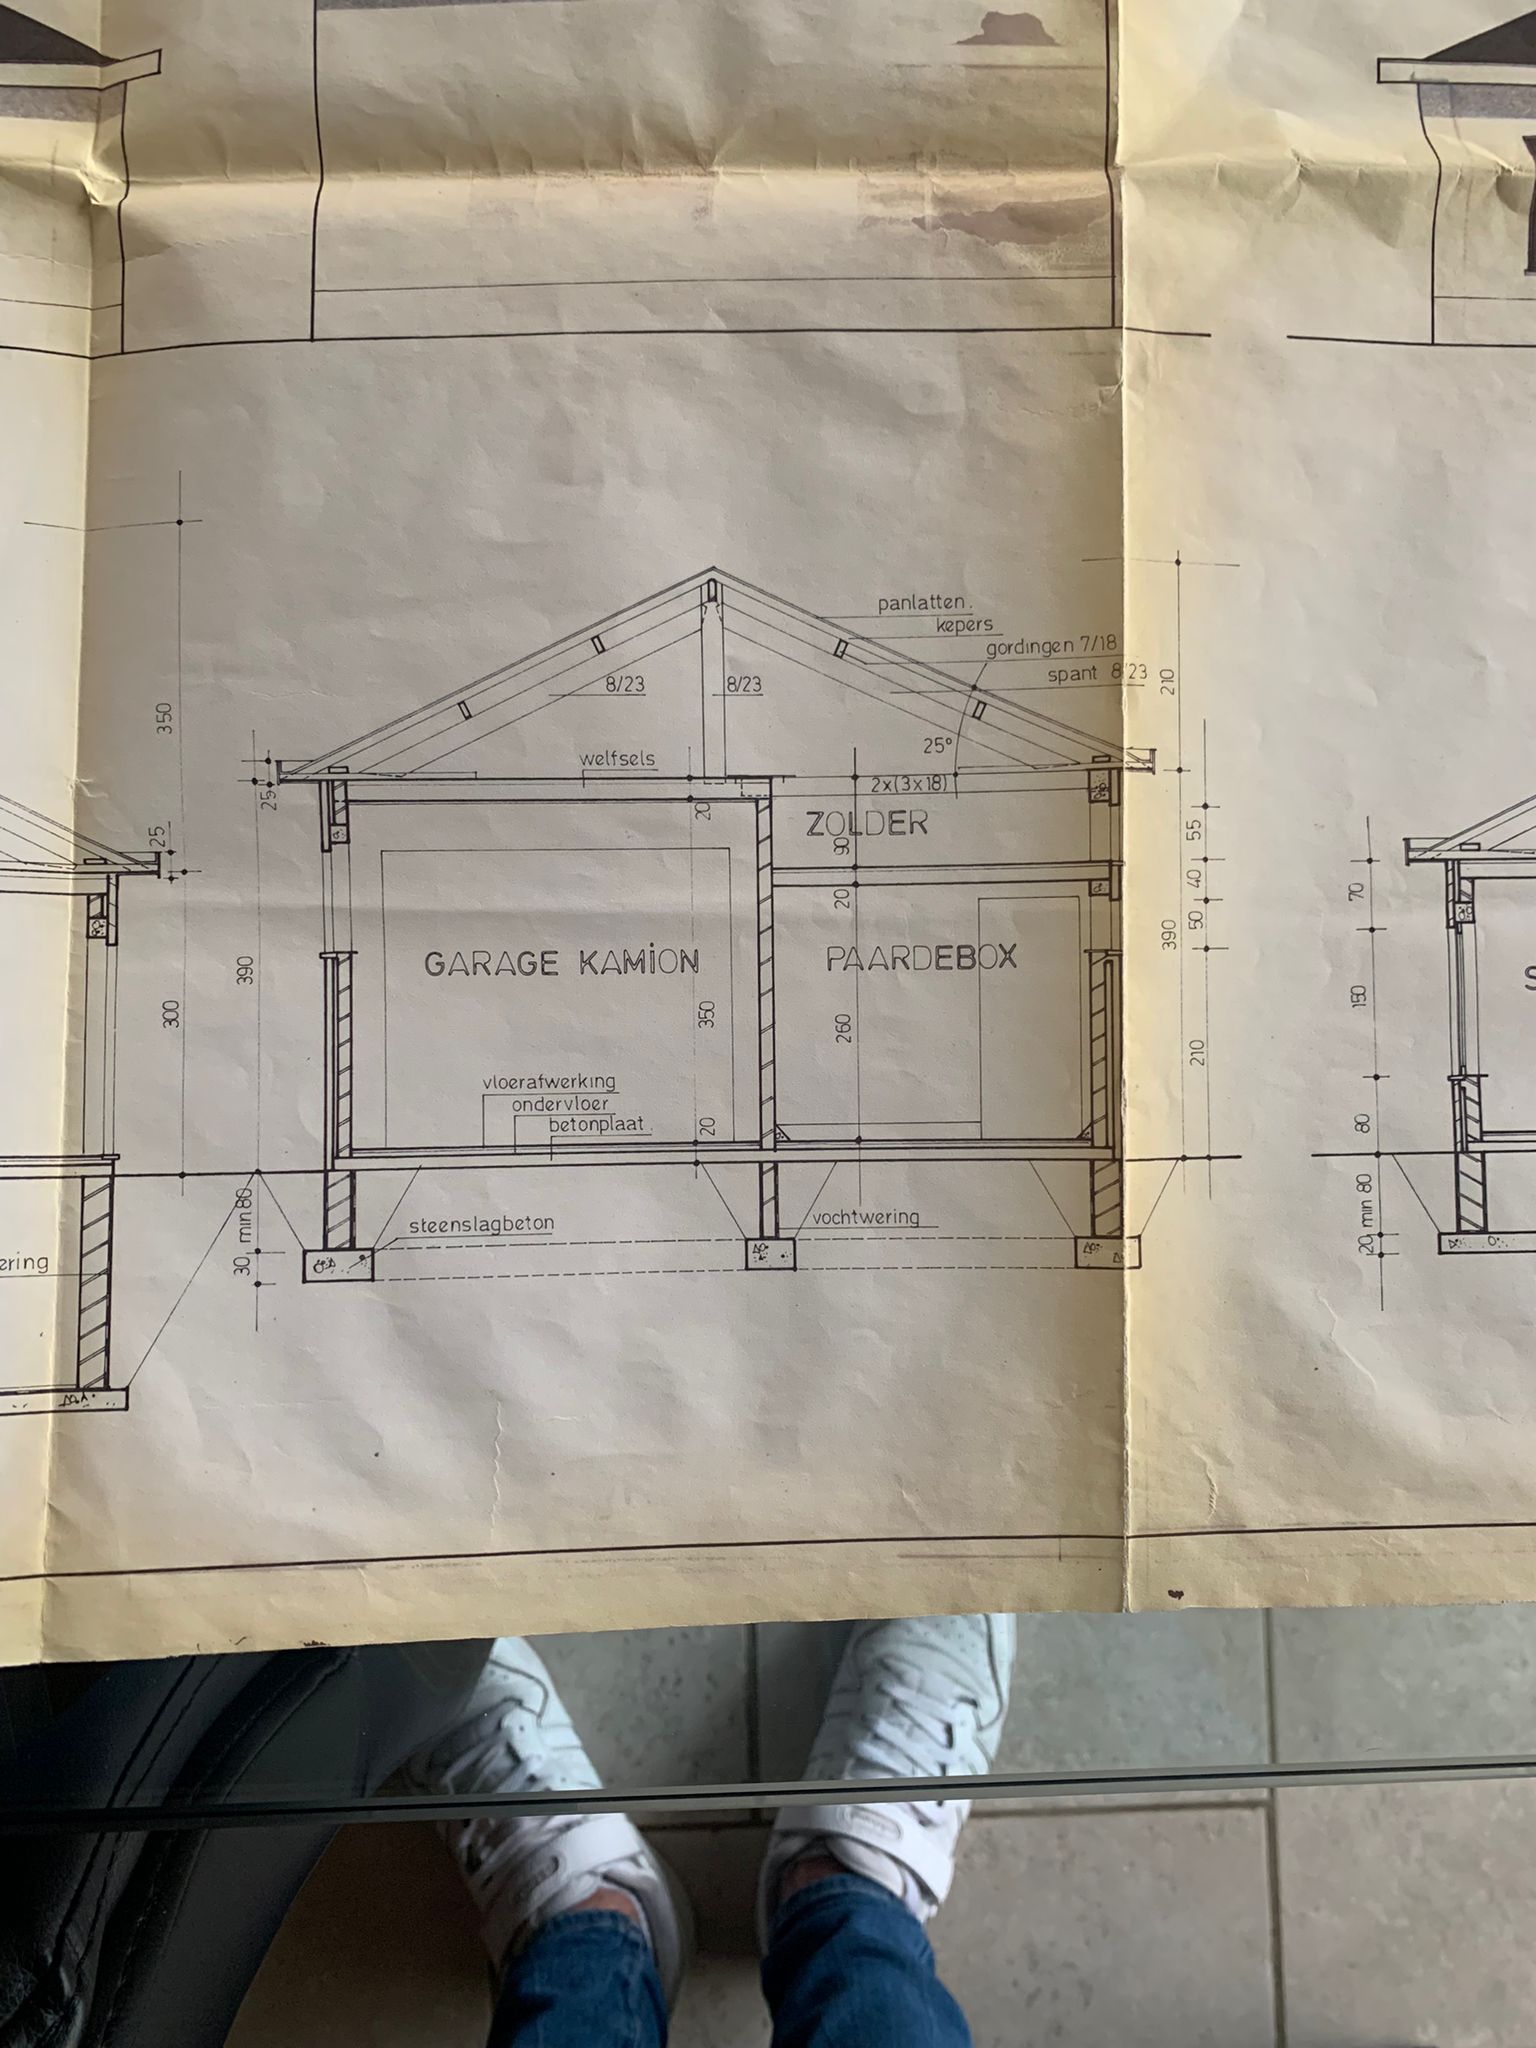 panlatten.
kepers
gordingen 7/18
spant 8/23
8/23
8/23
210
350
25°
welfsels
2x(3x18)
25
20
ZOLDER
90
55
25
40
20
50
70
GARAGE KAMION
PAARDEBOX
390
390
300
350
260
150
210
vloerafwerking
ondervloer
betonplaat.
20
80
min 80
steenslagbeton
vochtwering
min 80
30
20
ering
S